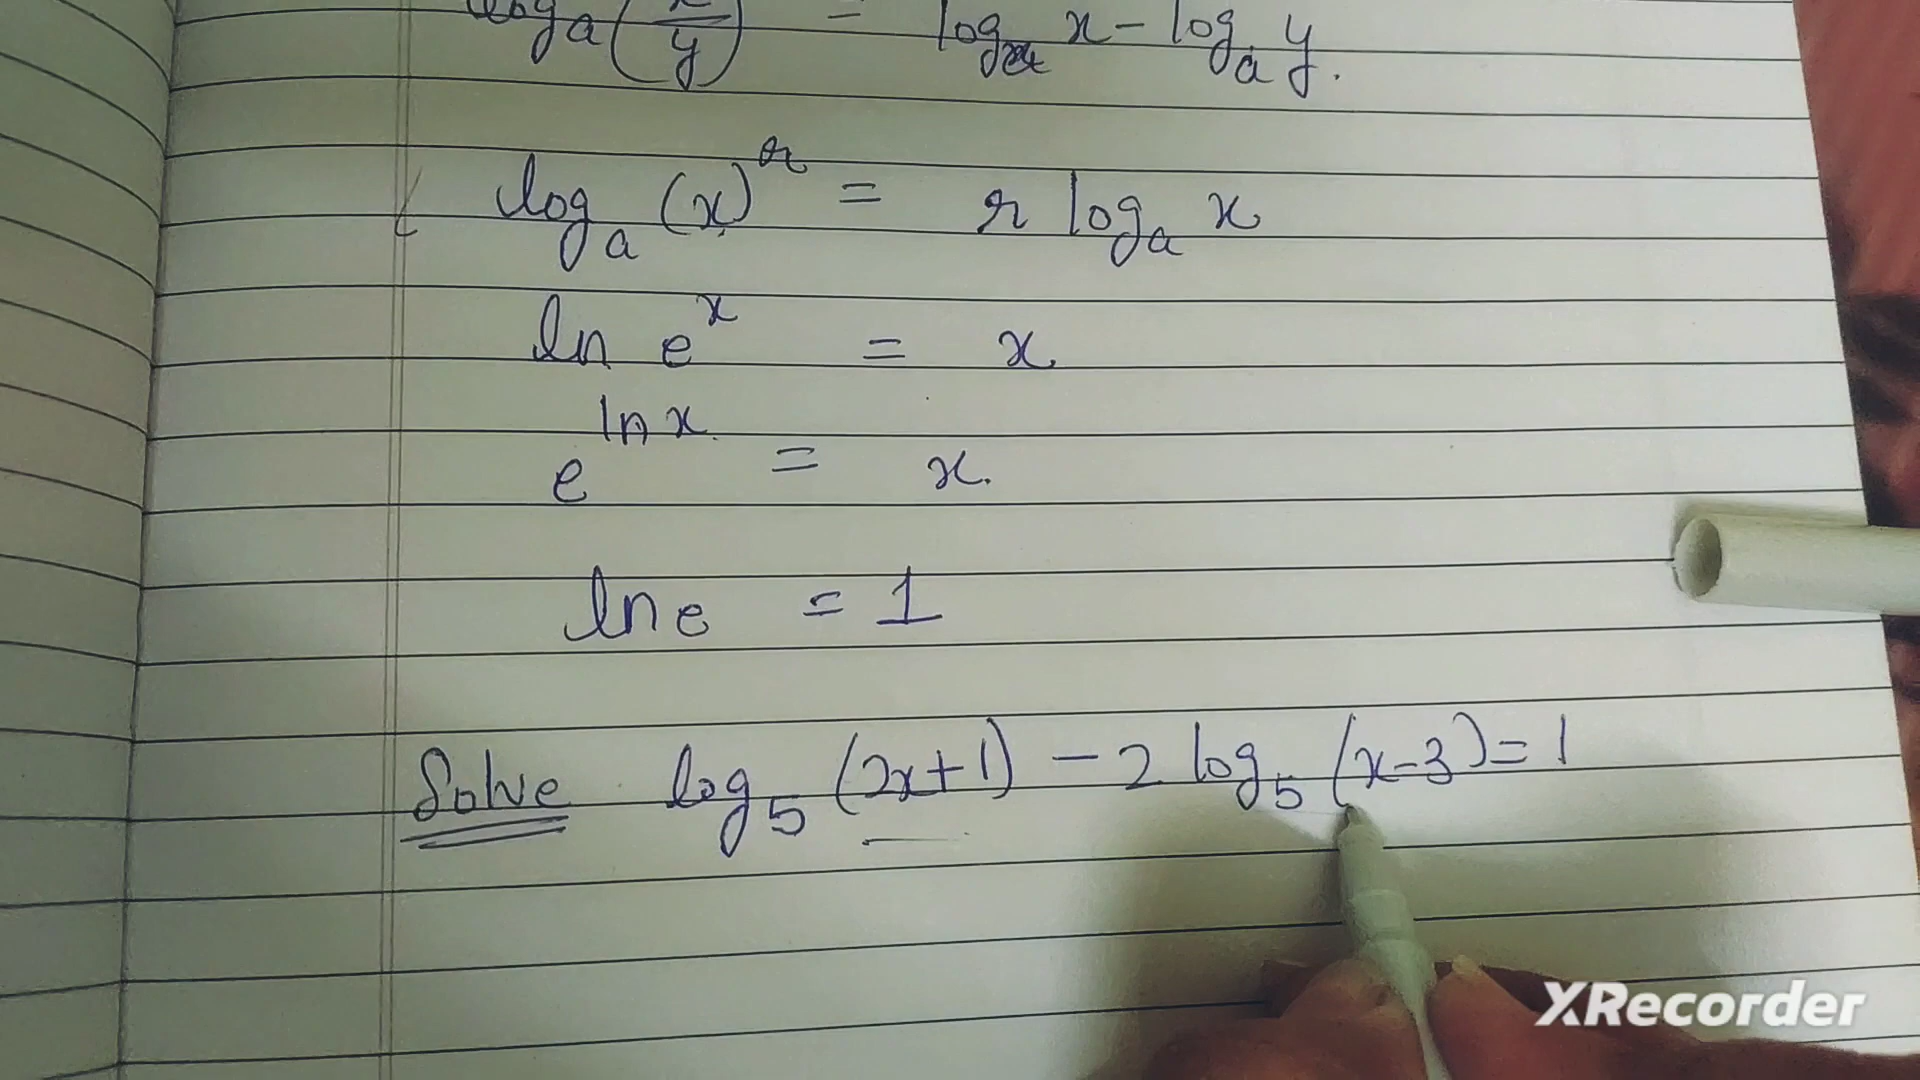 log_a (x/y) = log_a x - log_a y.
log_a (x)^r = r log_a x
ln e^x = x
e^ln x = x.
ln e = 1
Solve log_5 (2x+1) - 2 log_5 (x-3) = 1
XRecorder